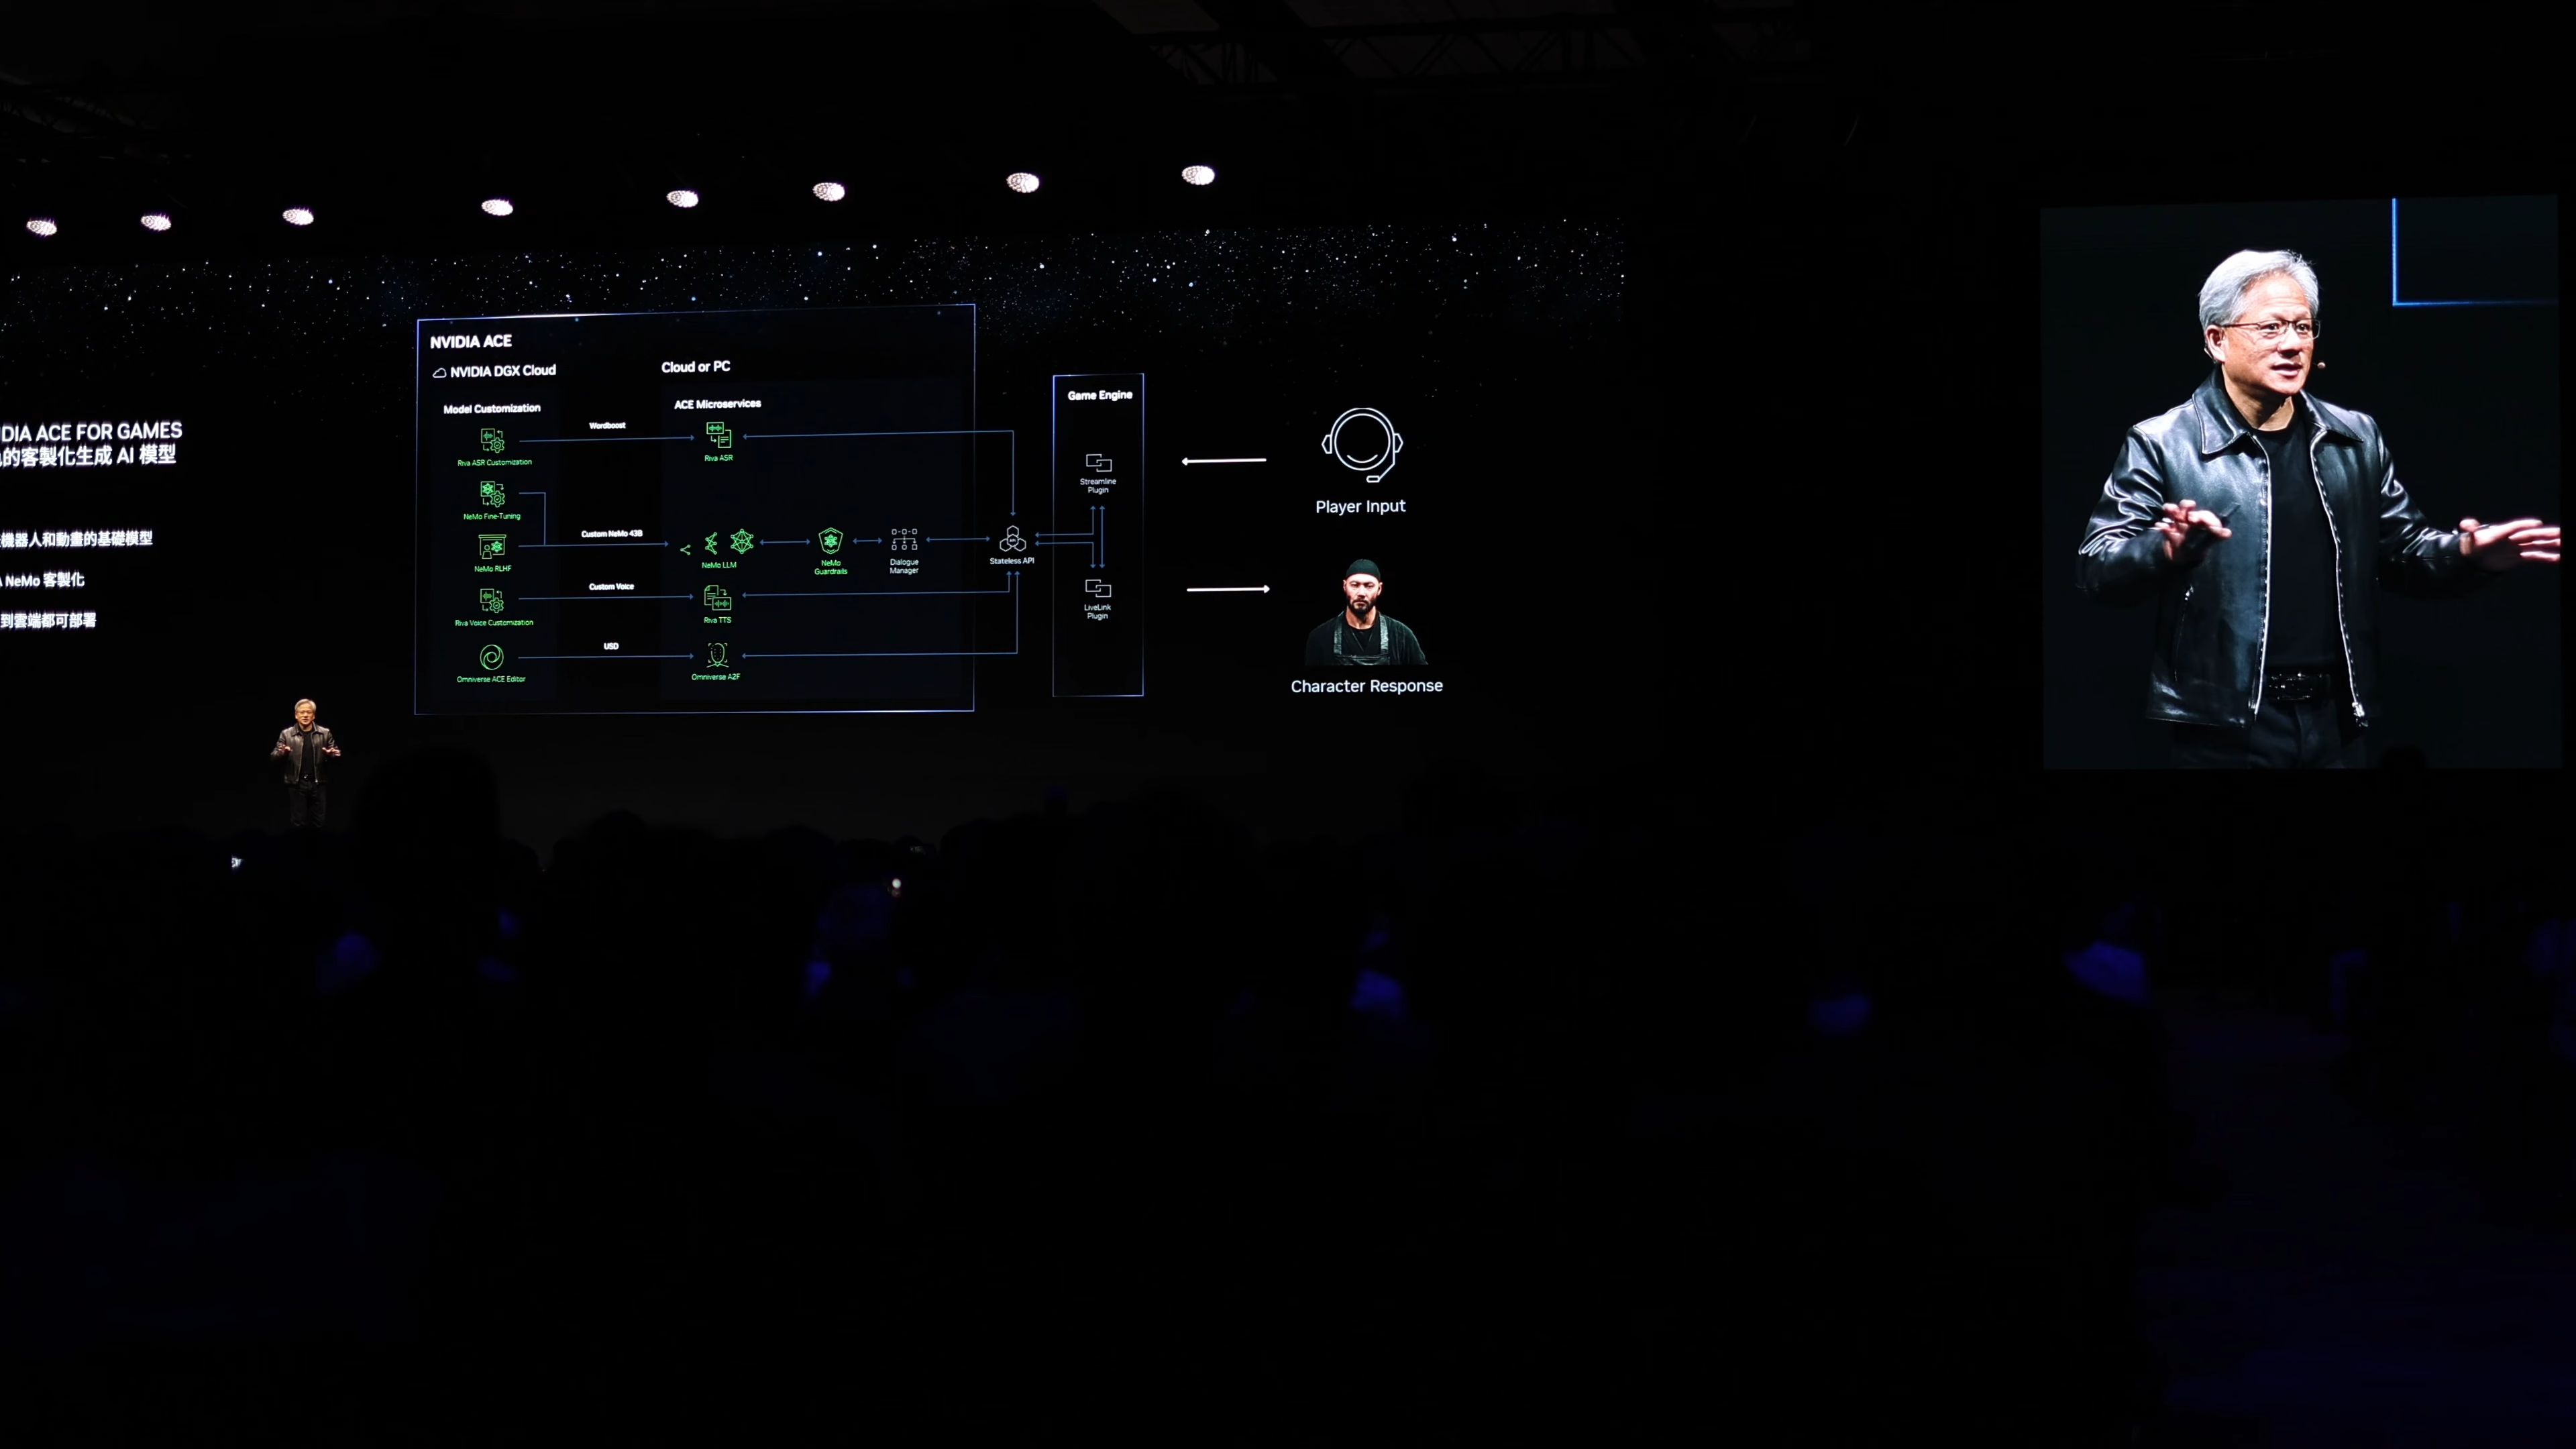 DIA ACE FOR GAMES
的客製化生成 AI 模型
機器人和動畫的基礎模型
NeMo 客製化
到雲端都可部署
NVIDIA ACE
NVIDIA DGX Cloud
Cloud or PC
Model Customization
ACE Microservices
Riva ASR Customization
Wordboost
Riva ASR
NeMo Fine-Tuning
NeMo RLHF
Custom NeMo 43B
NeMo LLM
NeMo
Guardrails
Dialogue
Manager
Stateless API
Riva Voice Customization
Custom Voice
Riva TTS
Omniverse ACE Editor
USD
Omniverse A2F
Game Engine
Streamline
Plugin
LiveLink
Plugin
Player Input
Character Response